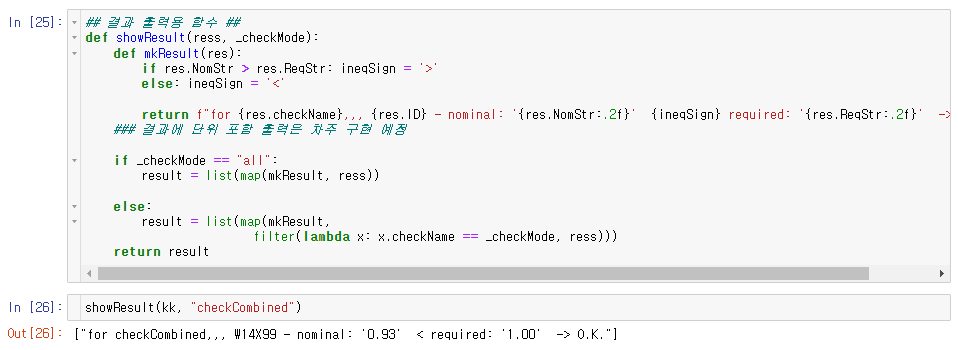 In [25]:
## 결과 출력용 함수 ##
def showResult(ress, _checkMode):
    def mkResult(res):
        if res.NomStr > res.ReqStr: ineqSign = '>'
        else: ineqSign = '<'
        return f"for {res.checkName},,, {res.ID} - nominal: '{res.NomStr:.2f}'  {ineqSign} required: '{res.ReqStr:.2f}'  ->
    ### 결과에 단위 포함 출력은 차주 구현 예정
    if _checkMode == "all":
        result = list(map(mkResult, ress))
    else:
        result = list(map(mkResult,
                        filter(lambda x: x.checkName == _checkMode, ress)))
    return result
In [26]: showResult(kk, "checkCombined")
Out[26]: ["for checkCombined,,, W14X99 - nominal: '0.93'  < required: '1.00'  -> O.K."]